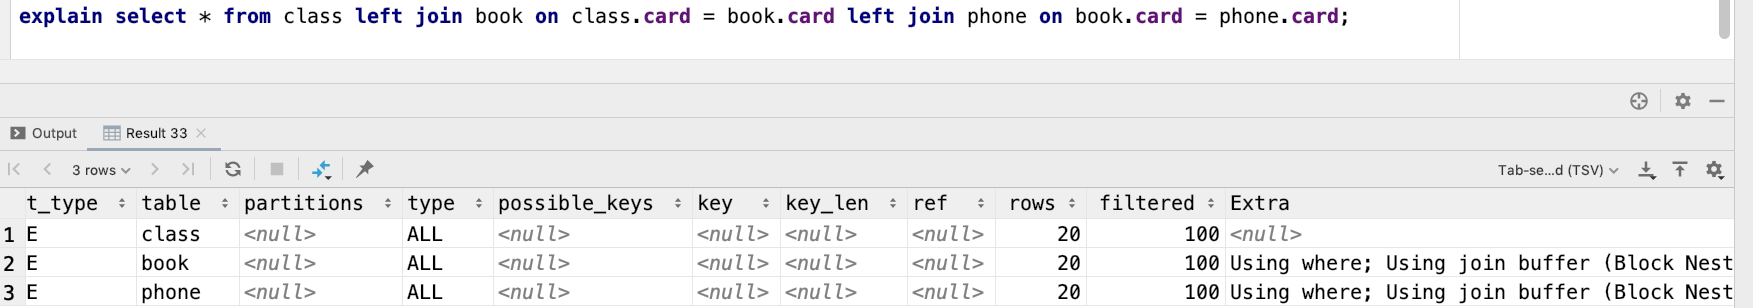 explain select * from class left join book on class.card = book.card left join phone on book.card = phone.card;
Output Result 33
3 rows Tab-se...d (TSV)
t_type table partitions type possible_keys key key_len ref rows filtered Extra
1 E class <null> ALL <null> <null> <null> <null> 20 100 <null>
2 E book <null> ALL <null> <null> <null> <null> 20 100 Using where; Using join buffer (Block Nest
3 E phone <null> ALL <null> <null> <null> <null> 20 100 Using where; Using join buffer (Block Nest